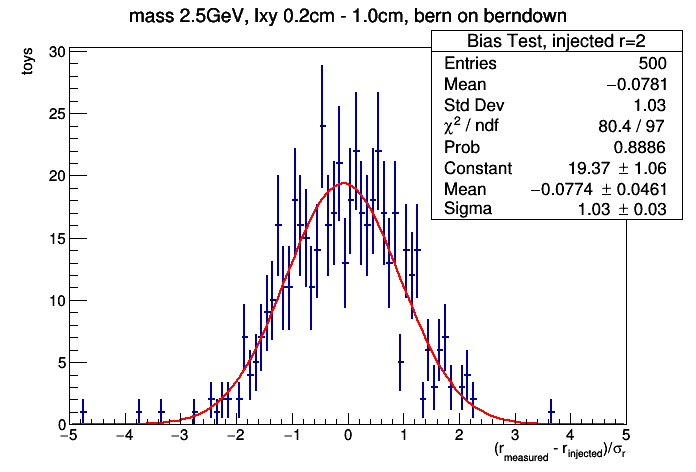 mass 2.5GeV, lxy 0.2cm - 1.0cm, bern on berndown
Bias Test, injected r=2
Entries 500
Mean −0.0781
Std Dev 1.03
χ² / ndf 80.4 / 97
Prob 0.8886
Constant 19.37 ± 1.06
Mean −0.0774 ± 0.0461
Sigma 1.03 ± 0.03
toys
30
25
20
15
10
5
0
−5 −4 −3 −2 −1 0 1 2 3 4 5
(r_measured - r_injected)/σ_r